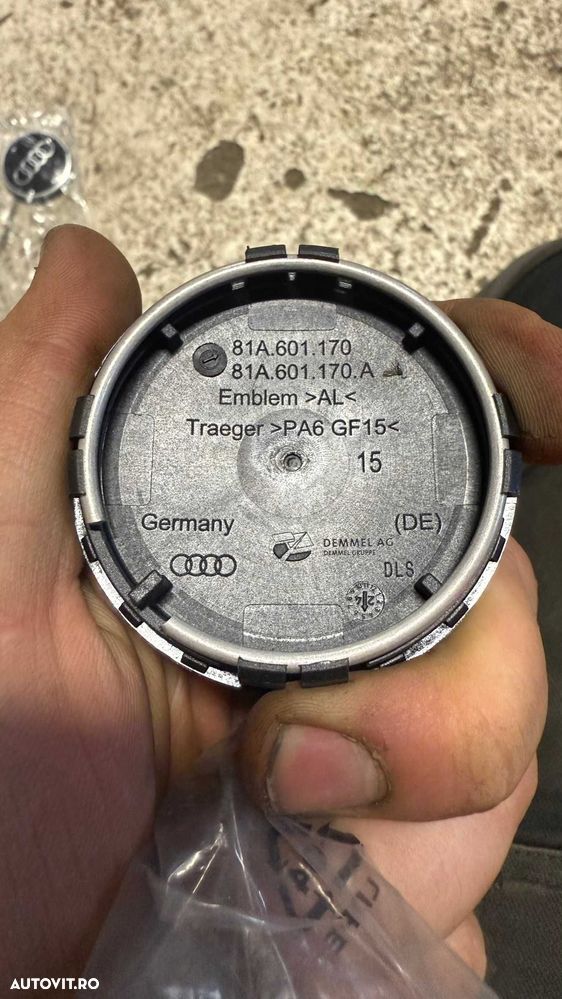 81A.601.170
81A.601.170.A
Emblem >AL<
Traeger >PA6 GF15<
15
Germany
(DE)
DEMMEL AG
DEMMEL GRUPPE
DLS
AUTOVIT.RO